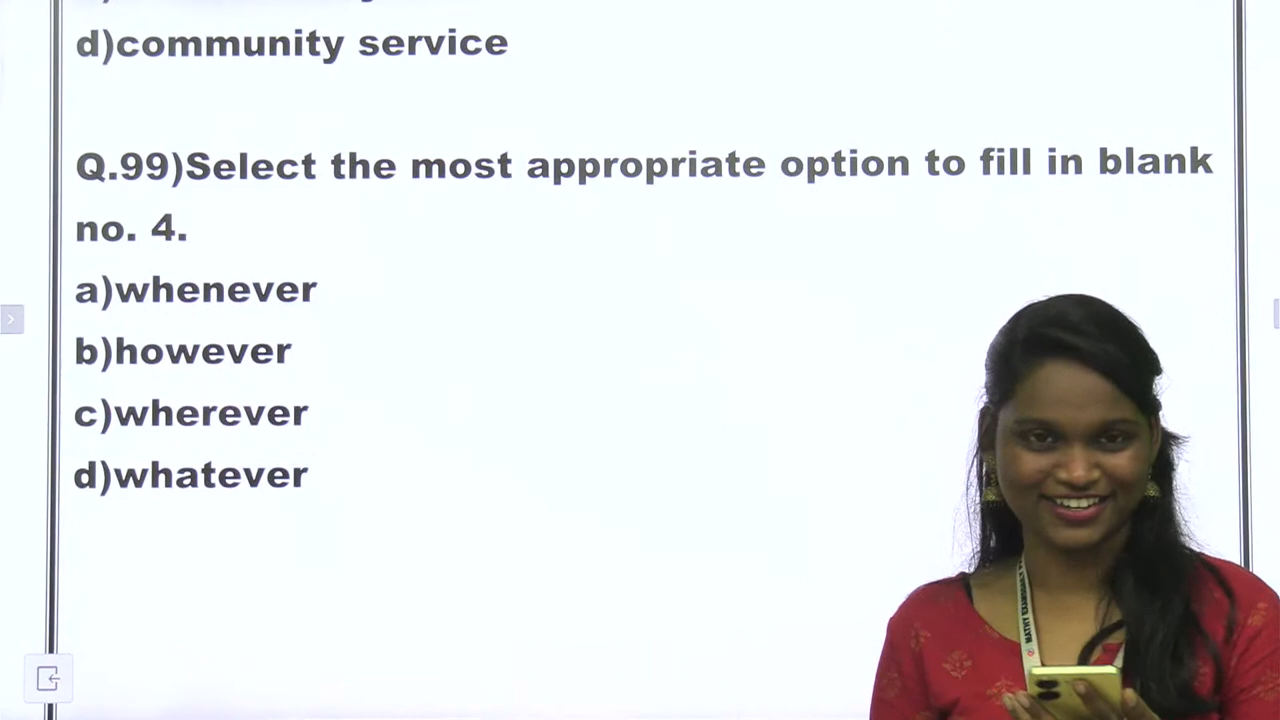 d)community service
Q.99)Select the most appropriate option to fill in blank
no. 4.
a)whenever
b)however
c)wherever
d)whatever